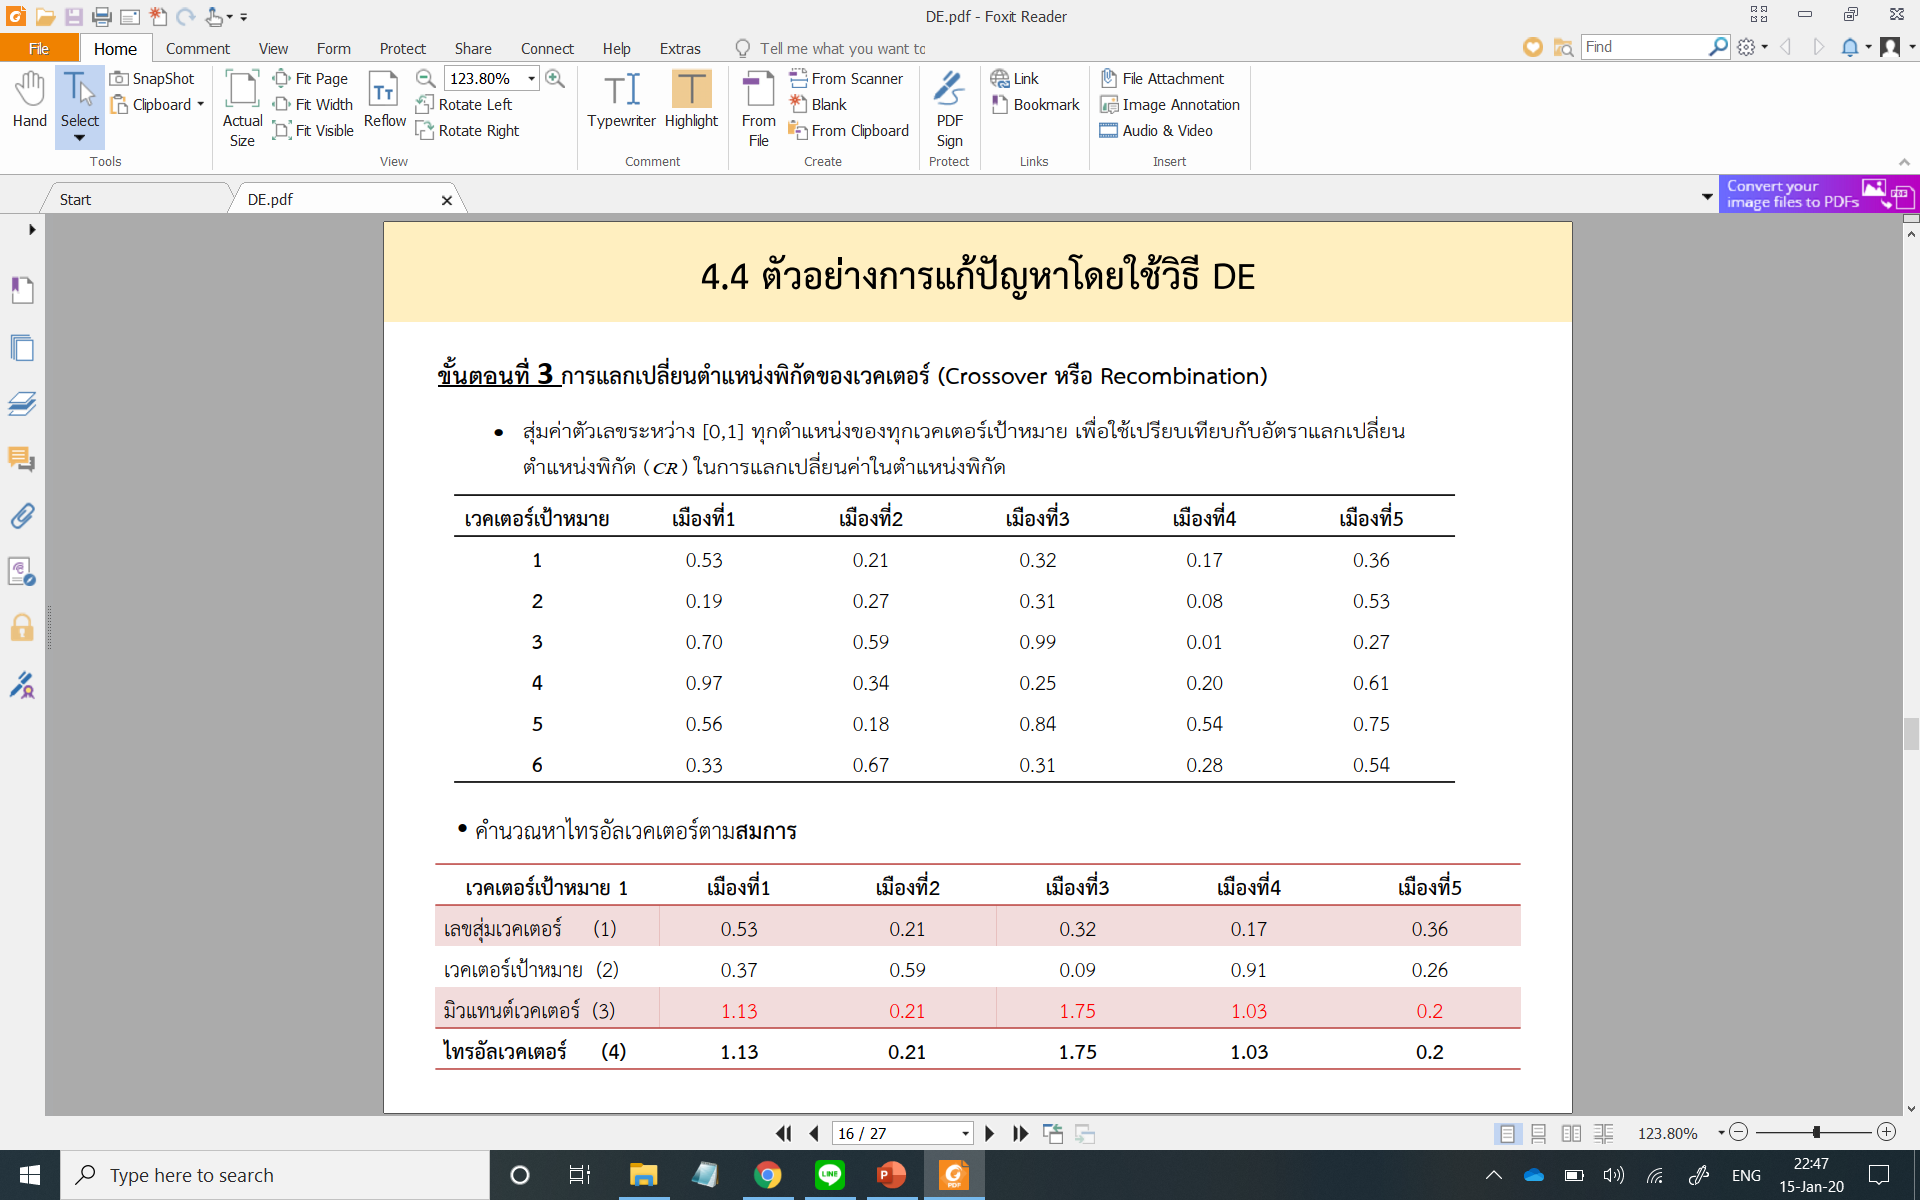 DE.pdf - Foxit Reader
File Home Comment View Form Protect Share Connect Help Extras Tell me what you want to Find
SnapShot Fit Page 123.80% From Scanner Link File Attachment
Clipboard Fit Width Rotate Left Blank Bookmark Image Annotation
Hand Select Actual Size Fit Visible Reflow Rotate Right Typewriter Highlight From File From Clipboard PDF Sign Audio & Video
Tools View Comment Create Protect Links Insert
Start DE.pdf Convert your
image files to PDFs
4.4 ตัวอย่างการแก้ปัญหาโดยใช้วิธี DE
ขั้นตอนที่ 3 การแลกเปลี่ยนตำแหน่งพิกัดของเวคเตอร์ (Crossover หรือ Recombination)
• สุ่มค่าตัวเลขระหว่าง [0,1] ทุกตำแหน่งของทุกเวคเตอร์เป้าหมาย เพื่อใช้เปรียบเทียบกับอัตราแลกเปลี่ยน
ตำแหน่งพิกัด (CR) ในการแลกเปลี่ยนค่าในตำแหน่งพิกัด
เวคเตอร์เป้าหมาย เมืองที่1 เมืองที่2 เมืองที่3 เมืองที่4 เมืองที่5
1 0.53 0.21 0.32 0.17 0.36
2 0.19 0.27 0.31 0.08 0.53
3 0.70 0.59 0.99 0.01 0.27
4 0.97 0.34 0.25 0.20 0.61
5 0.56 0.18 0.84 0.54 0.75
6 0.33 0.67 0.31 0.28 0.54
• คำนวณหาไทรอัลเวคเตอร์ตามสมการ
เวคเตอร์เป้าหมาย 1 เมืองที่1 เมืองที่2 เมืองที่3 เมืองที่4 เมืองที่5
เลขสุ่มเวคเตอร์ (1) 0.53 0.21 0.32 0.17 0.36
เวคเตอร์เป้าหมาย (2) 0.37 0.59 0.09 0.91 0.26
มิวแทนต์เวคเตอร์ (3) 1.13 0.21 1.75 1.03 0.2
ไทรอัลเวคเตอร์ (4) 1.13 0.21 1.75 1.03 0.2
16 / 27 123.80%
Type here to search LINE ENG 22:47
15-Jan-20